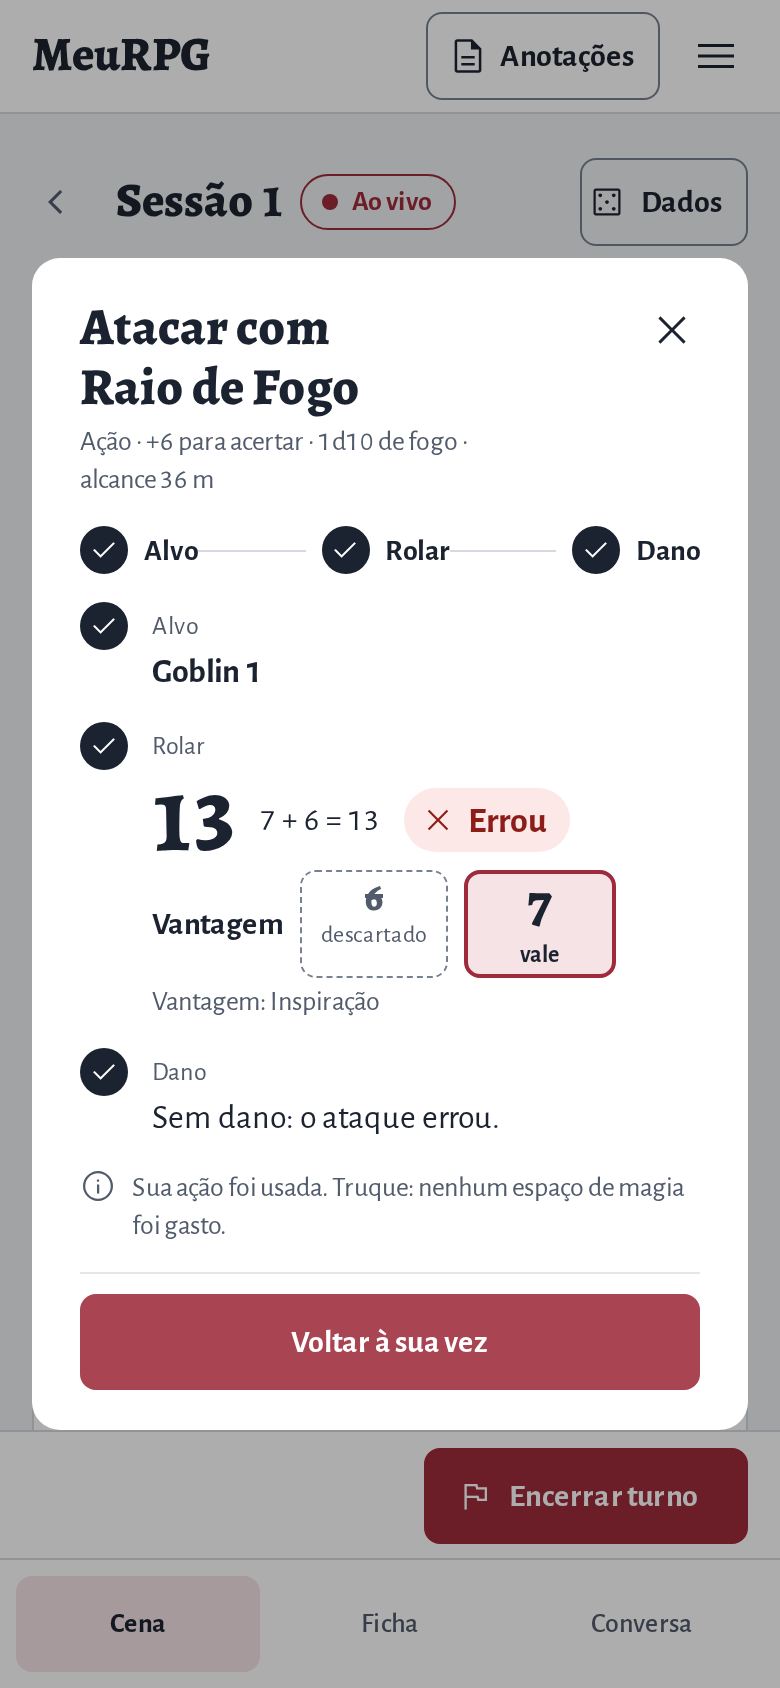 MeuRPG
Anotações
Sessão 1
Ao vivo
Dados
Atacar com
Raio de Fogo
Ação · +6 para acertar · 1d10 de fogo ·
alcance 36 m
Alvo
Rolar
Dano
Alvo
Goblin 1
Rolar
13
7 + 6 = 13
Errou
Vantagem
6
descartado
7
vale
Vantagem: Inspiração
Dano
Sem dano: o ataque errou.
Sua ação foi usada. Truque: nenhum espaço de magia
foi gasto.
Voltar à sua vez
Encerrar turno
Cena
Ficha
Conversa